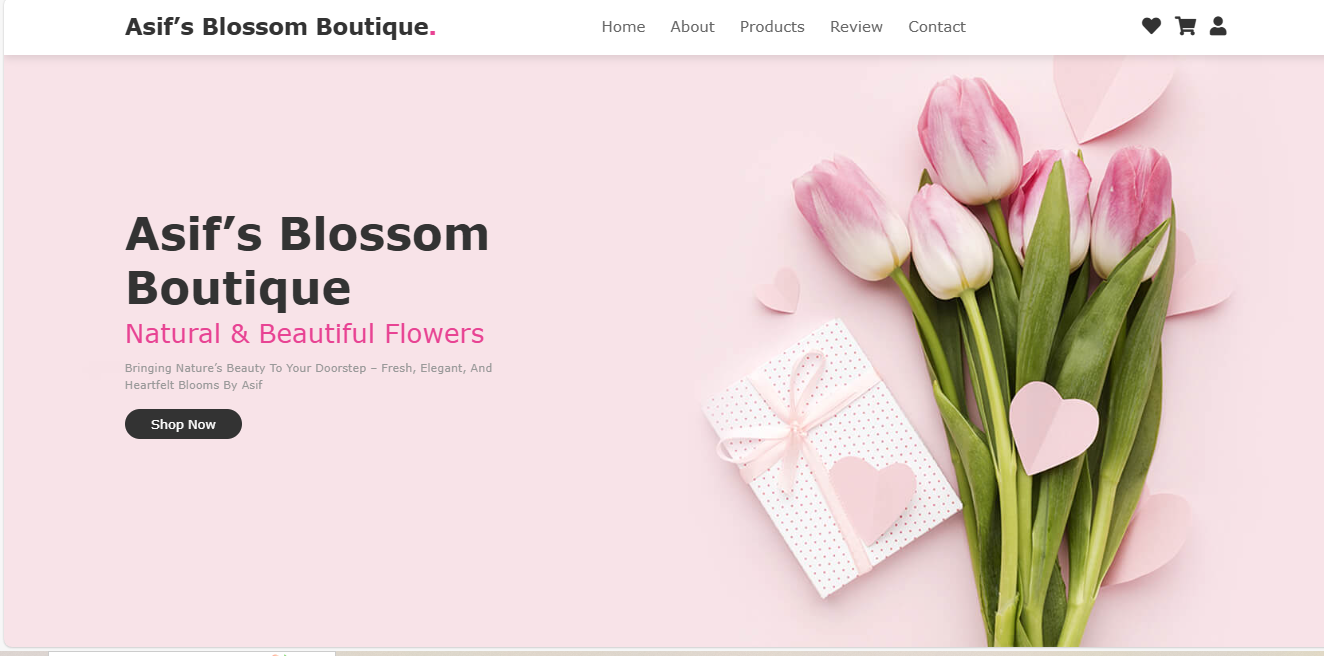 Asif’s Blossom Boutique.
Home About Products Review Contact
Asif’s Blossom
Boutique
Natural & Beautiful Flowers
Bringing Nature’s Beauty To Your Doorstep – Fresh, Elegant, And
Heartfelt Blooms By Asif
Shop Now